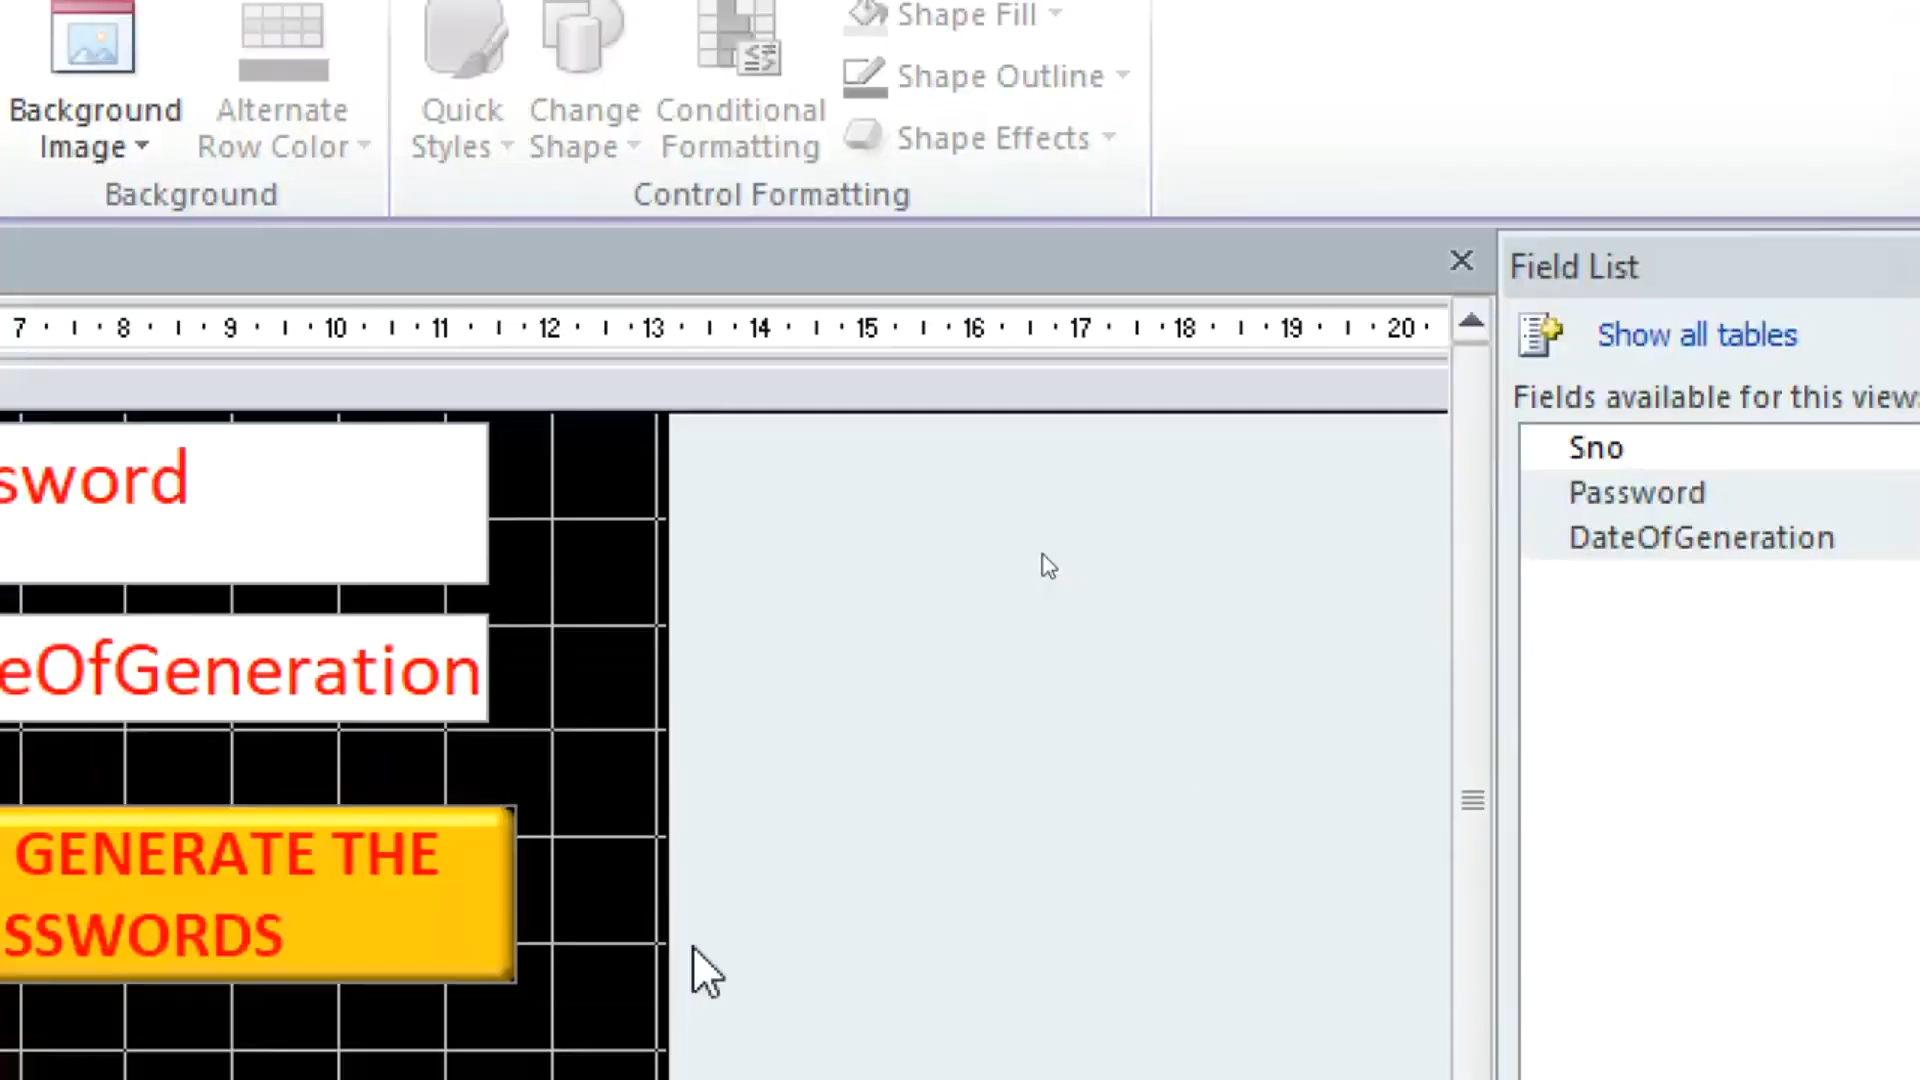 Background
Image
Alternate
Row Color
Quick
Styles
Change
Shape
Conditional
Formatting
Shape Fill
Shape Outline
Shape Effects
Background
Control Formatting
Field List
7 8 9 10 11 12 13 14 15 16 17 18 19 20
Show all tables
Fields available for this view:
Sno
Password
DateOfGeneration
sword
eOfGeneration
GENERATE THE
SSWORDS